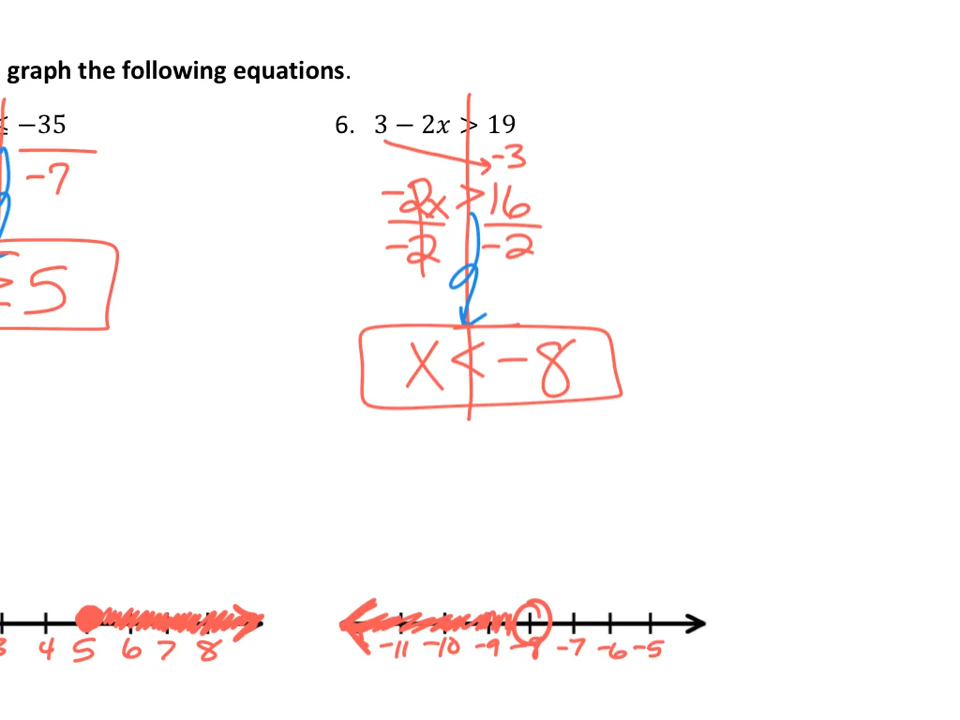 graph the following equations.
≤ −35
-7
≥ 5
6. 3 − 2x > 19
-3
-2x > 16
-2 -2
x < -8
3 4 5 6 7 8
-11 -10 -9 -8 -7 -6 -5